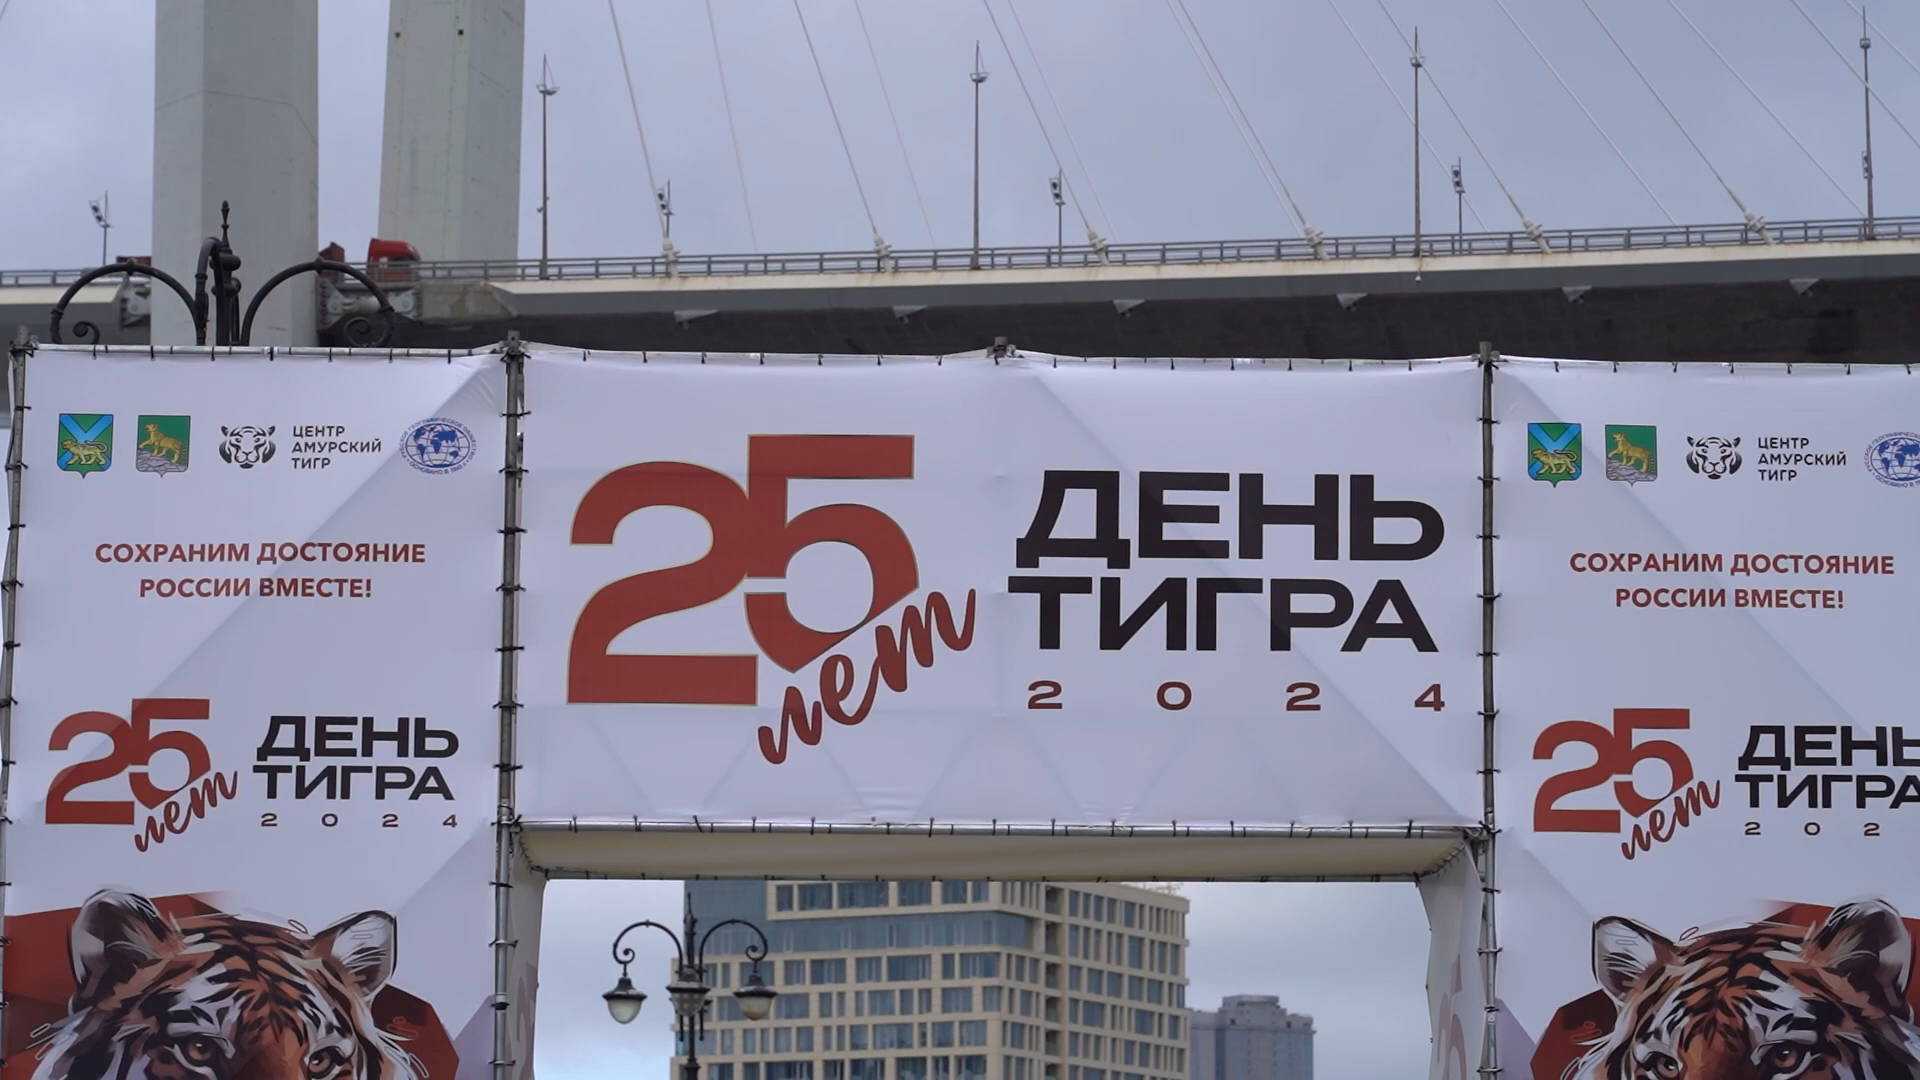 ЦЕНТР
АМУРСКИЙ
ТИГР
СОХРАНИМ ДОСТОЯНИЕ
РОССИИ ВМЕСТЕ!
25 лет
ДЕНЬ
ТИГРА
2024
25 лет
ДЕНЬ
ТИГРА
2024
ЦЕНТР
АМУРСКИЙ
ТИГР
СОХРАНИМ ДОСТОЯНИЕ
РОССИИ ВМЕСТЕ!
25 лет
ДЕНЬ
ТИГРА
202